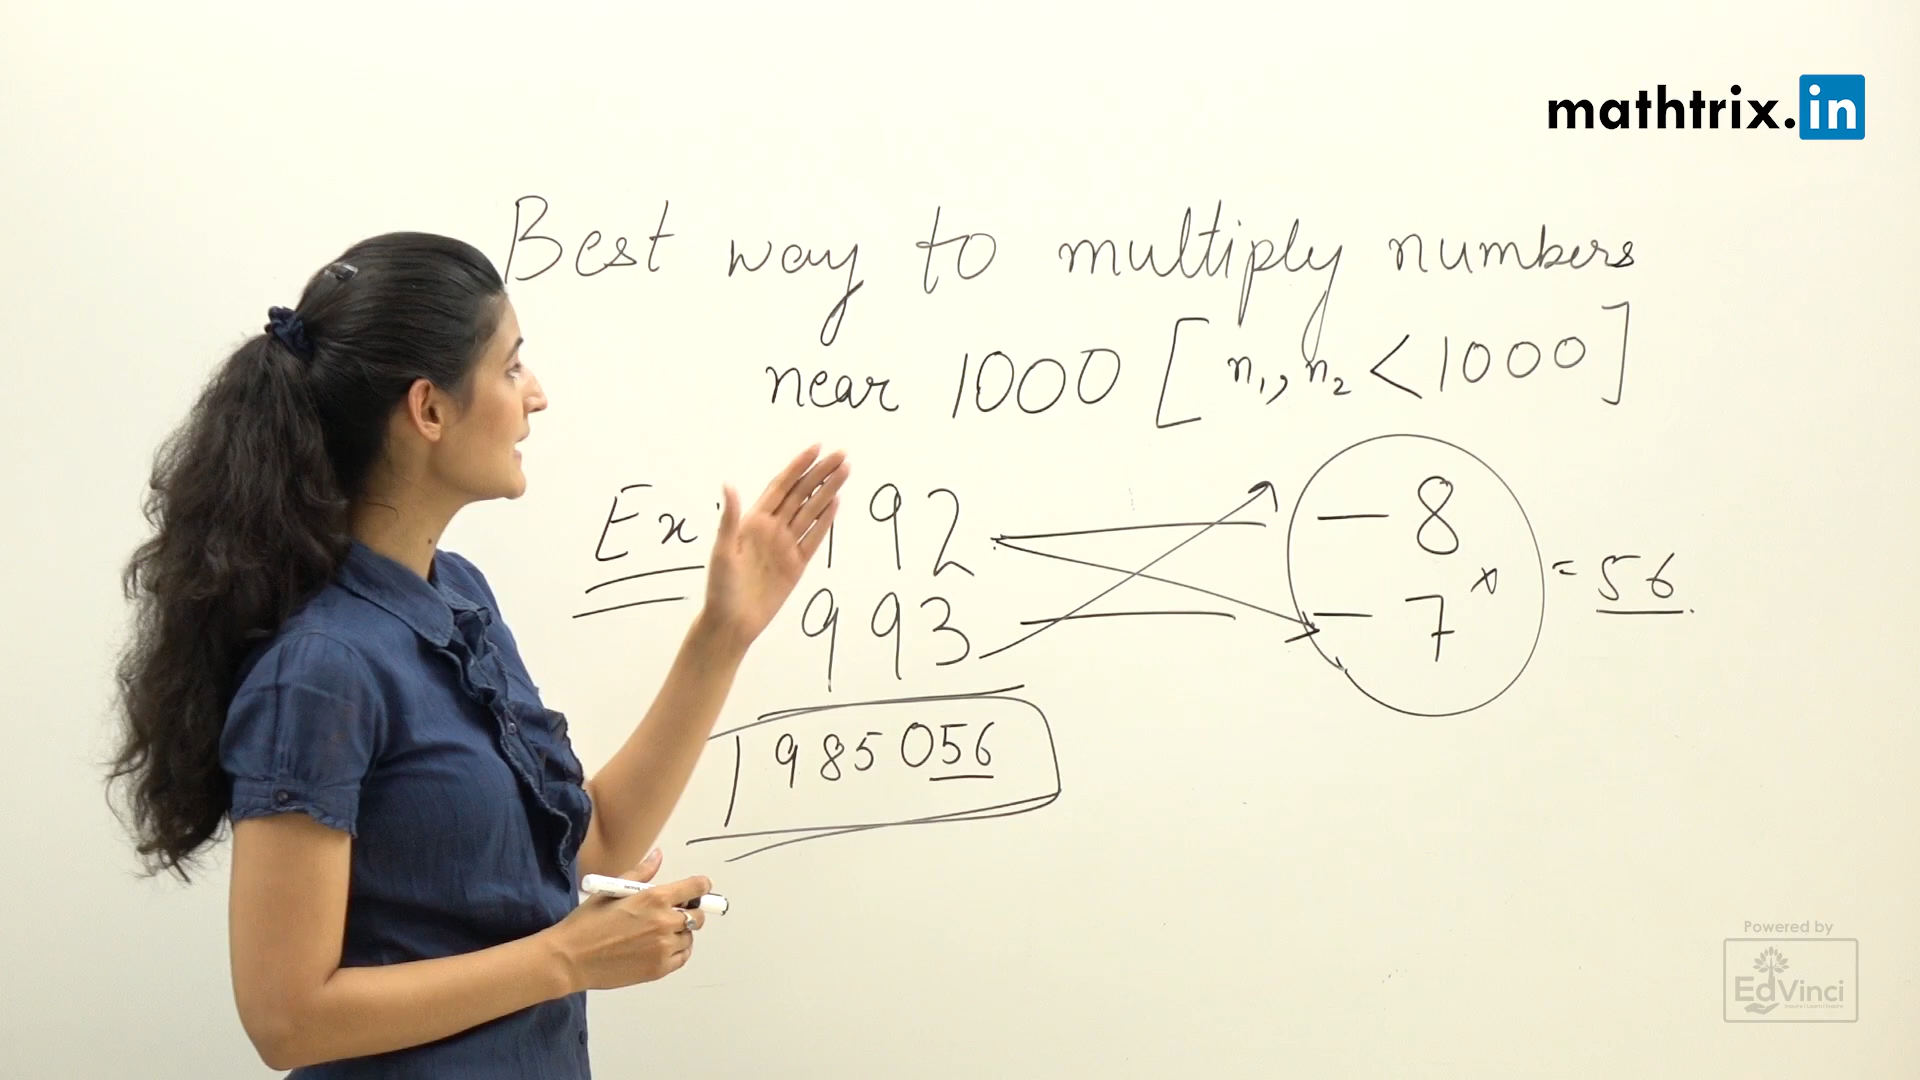 mathtrix.in
Best way to multiply numbers
near 1000 [n₁, n₂ < 1000]
Ex: 992 - 8
993 - 7 x = 56
985056
Powered by
EdVinci